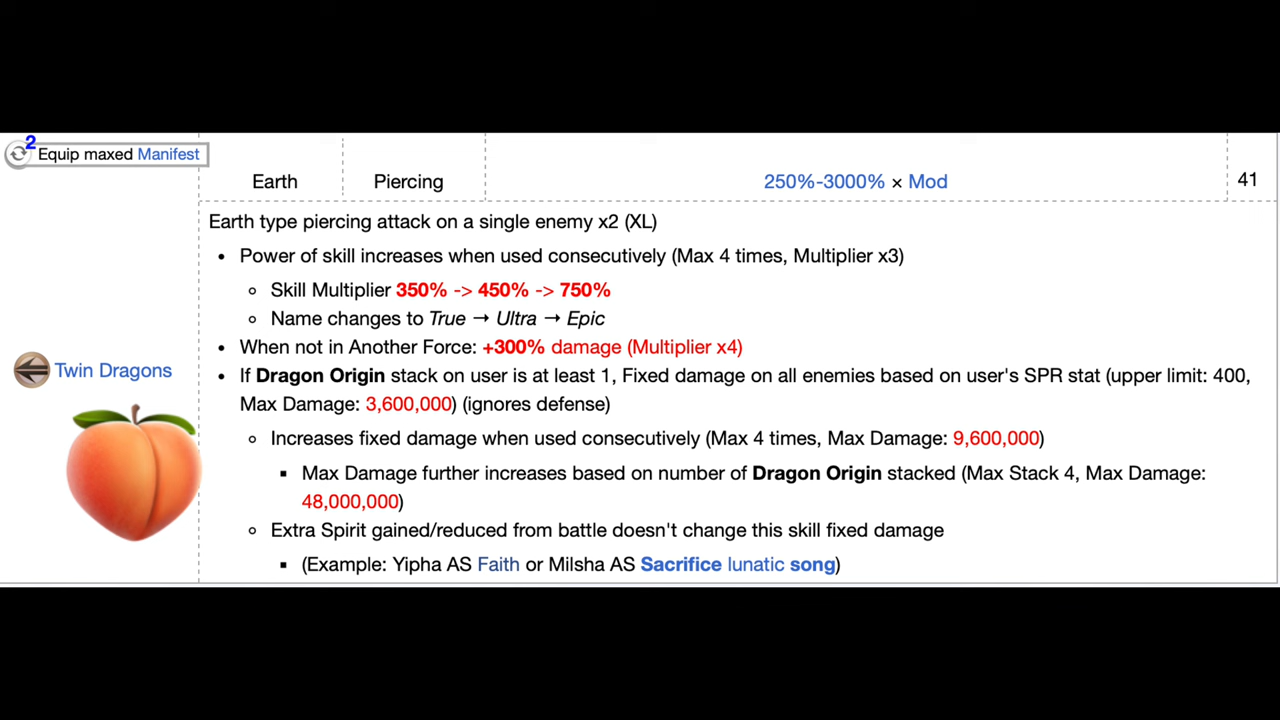 2
Equip maxed Manifest
Earth Piercing 250%-3000% × Mod 41
Earth type piercing attack on a single enemy x2 (XL)
• Power of skill increases when used consecutively (Max 4 times, Multiplier x3)
◦ Skill Multiplier 350% -> 450% -> 750%
◦ Name changes to True → Ultra → Epic
• When not in Another Force: +300% damage (Multiplier x4)
Twin Dragons
• If Dragon Origin stack on user is at least 1, Fixed damage on all enemies based on user's SPR stat (upper limit: 400,
Max Damage: 3,600,000) (ignores defense)
◦ Increases fixed damage when used consecutively (Max 4 times, Max Damage: 9,600,000)
▪ Max Damage further increases based on number of Dragon Origin stacked (Max Stack 4, Max Damage:
48,000,000)
◦ Extra Spirit gained/reduced from battle doesn't change this skill fixed damage
▪ (Example: Yipha AS Faith or Milsha AS Sacrifice lunatic song)